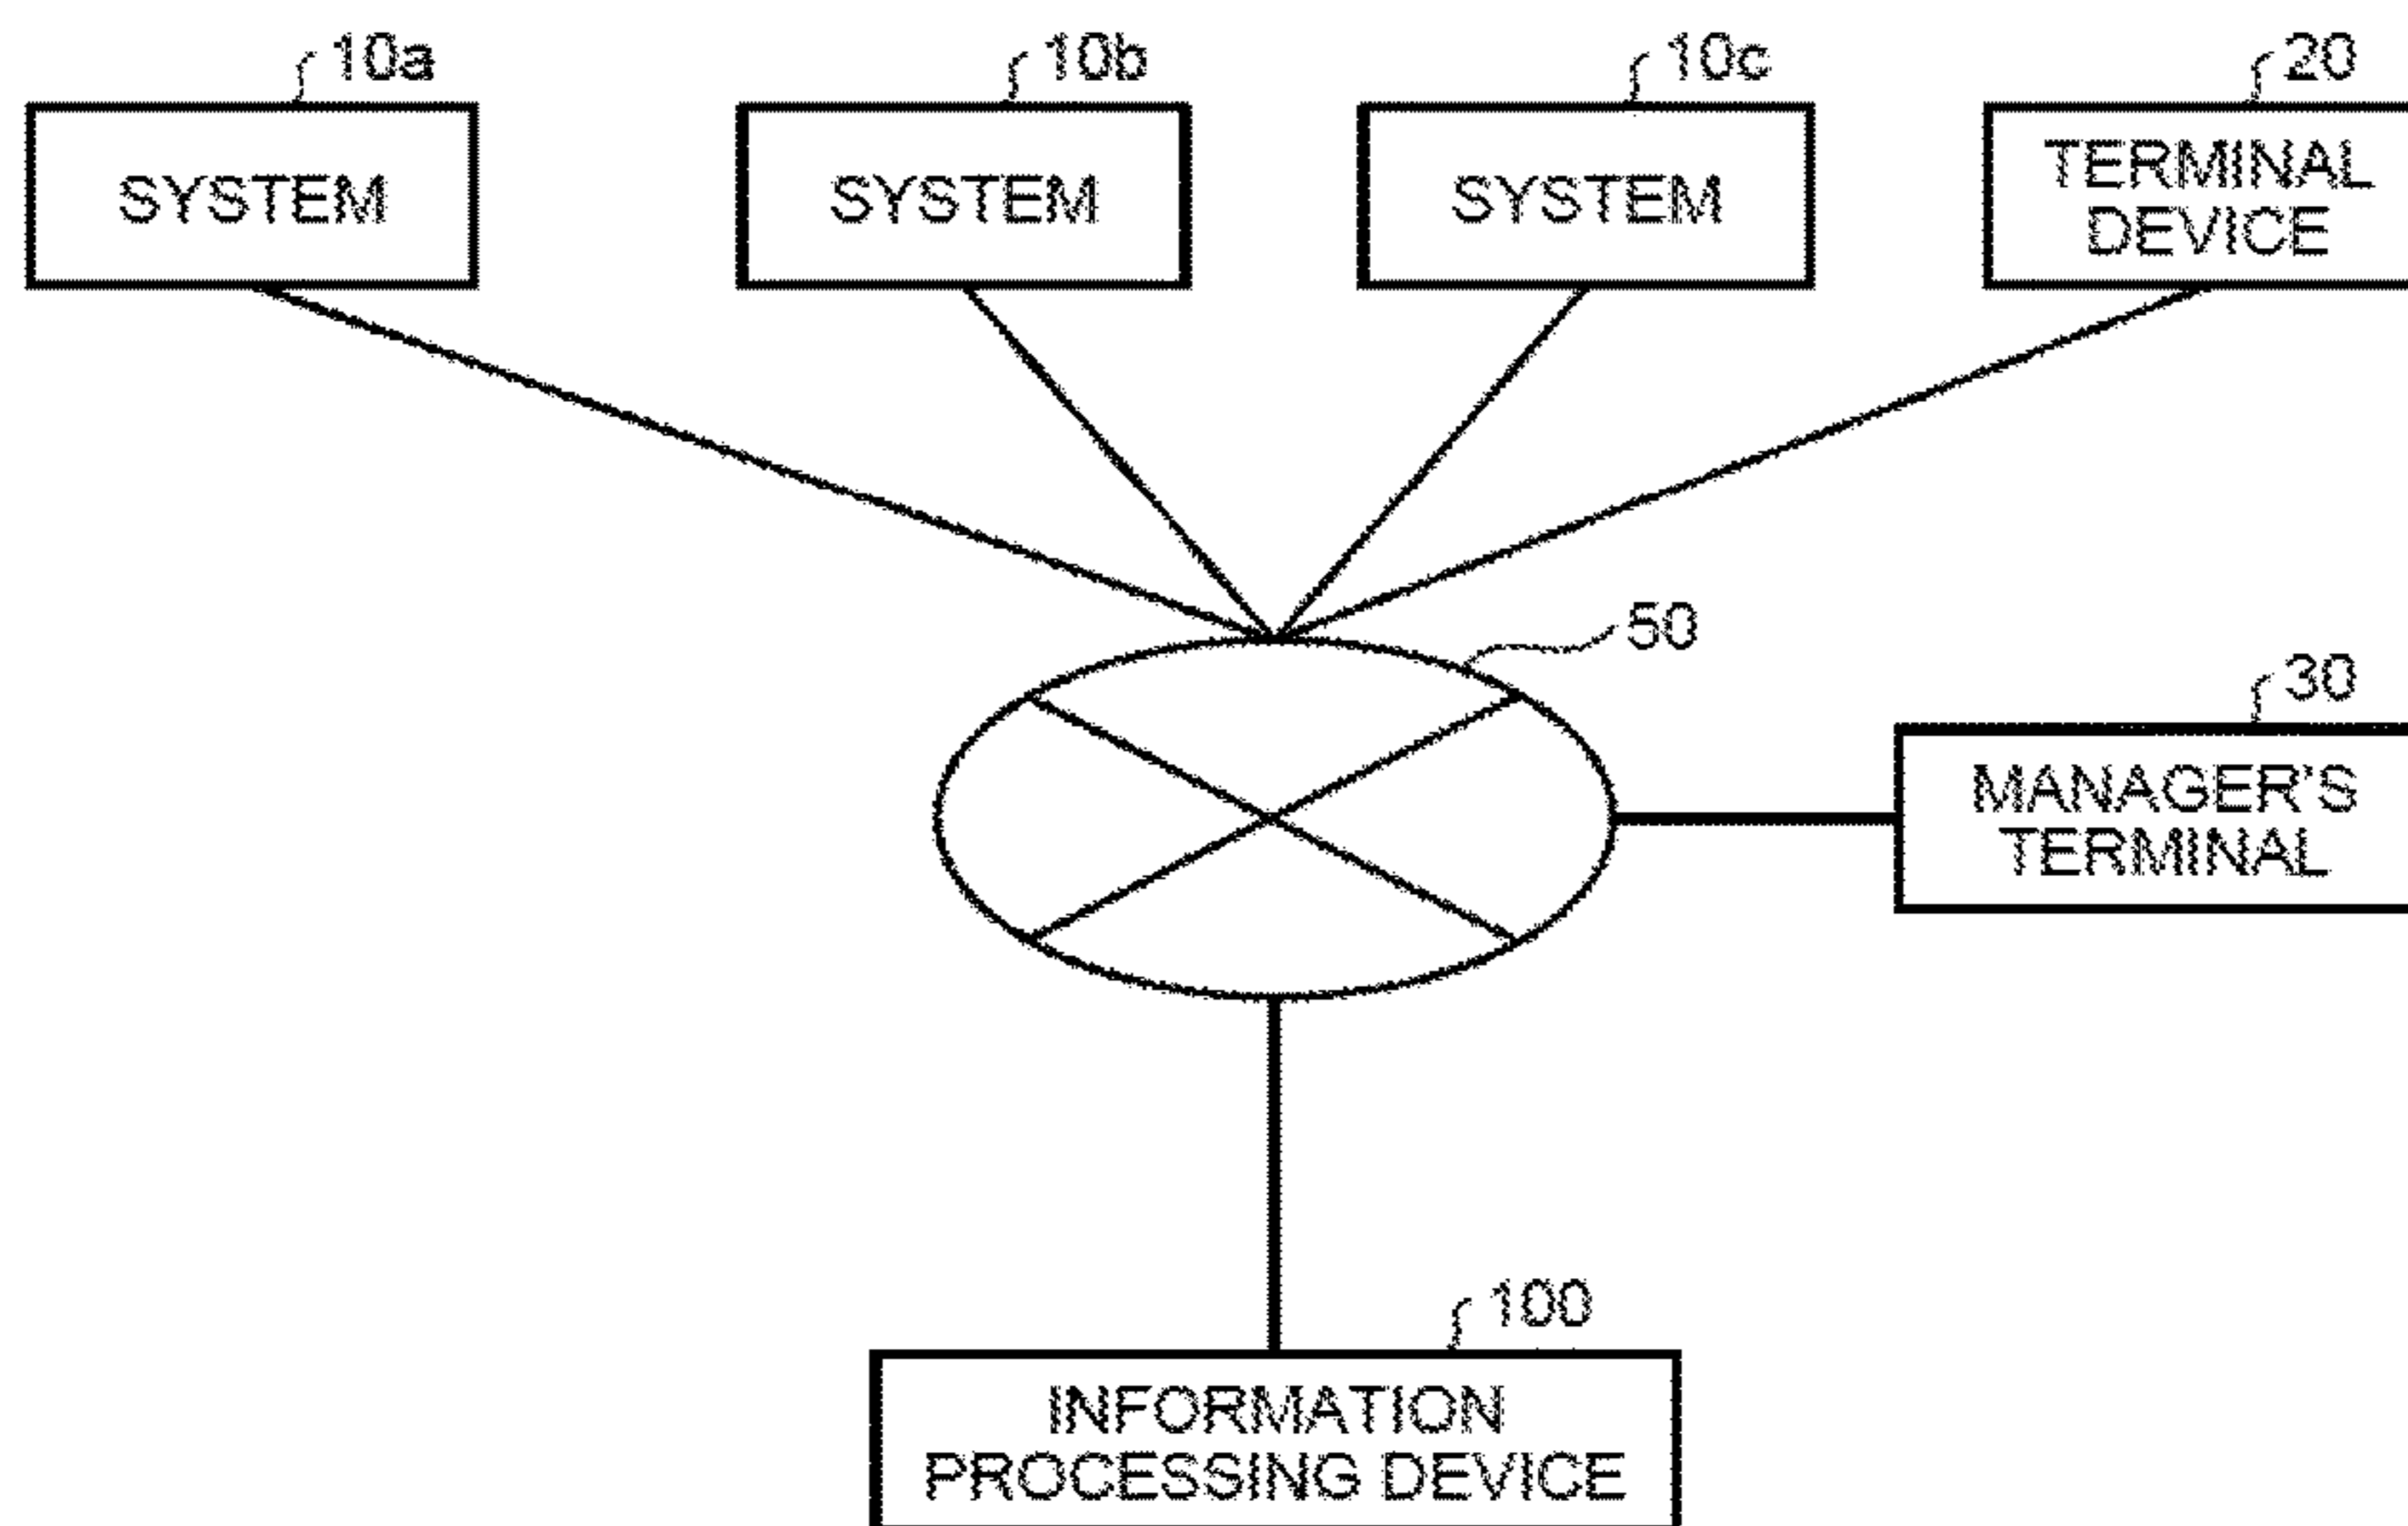 10a
10b
10c
20
SYSTEM
SYSTEM
SYSTEM
TERMINAL
DEVICE
50
30
MANAGER'S
TERMINAL
100
INFORMATION
PROCESSING DEVICE